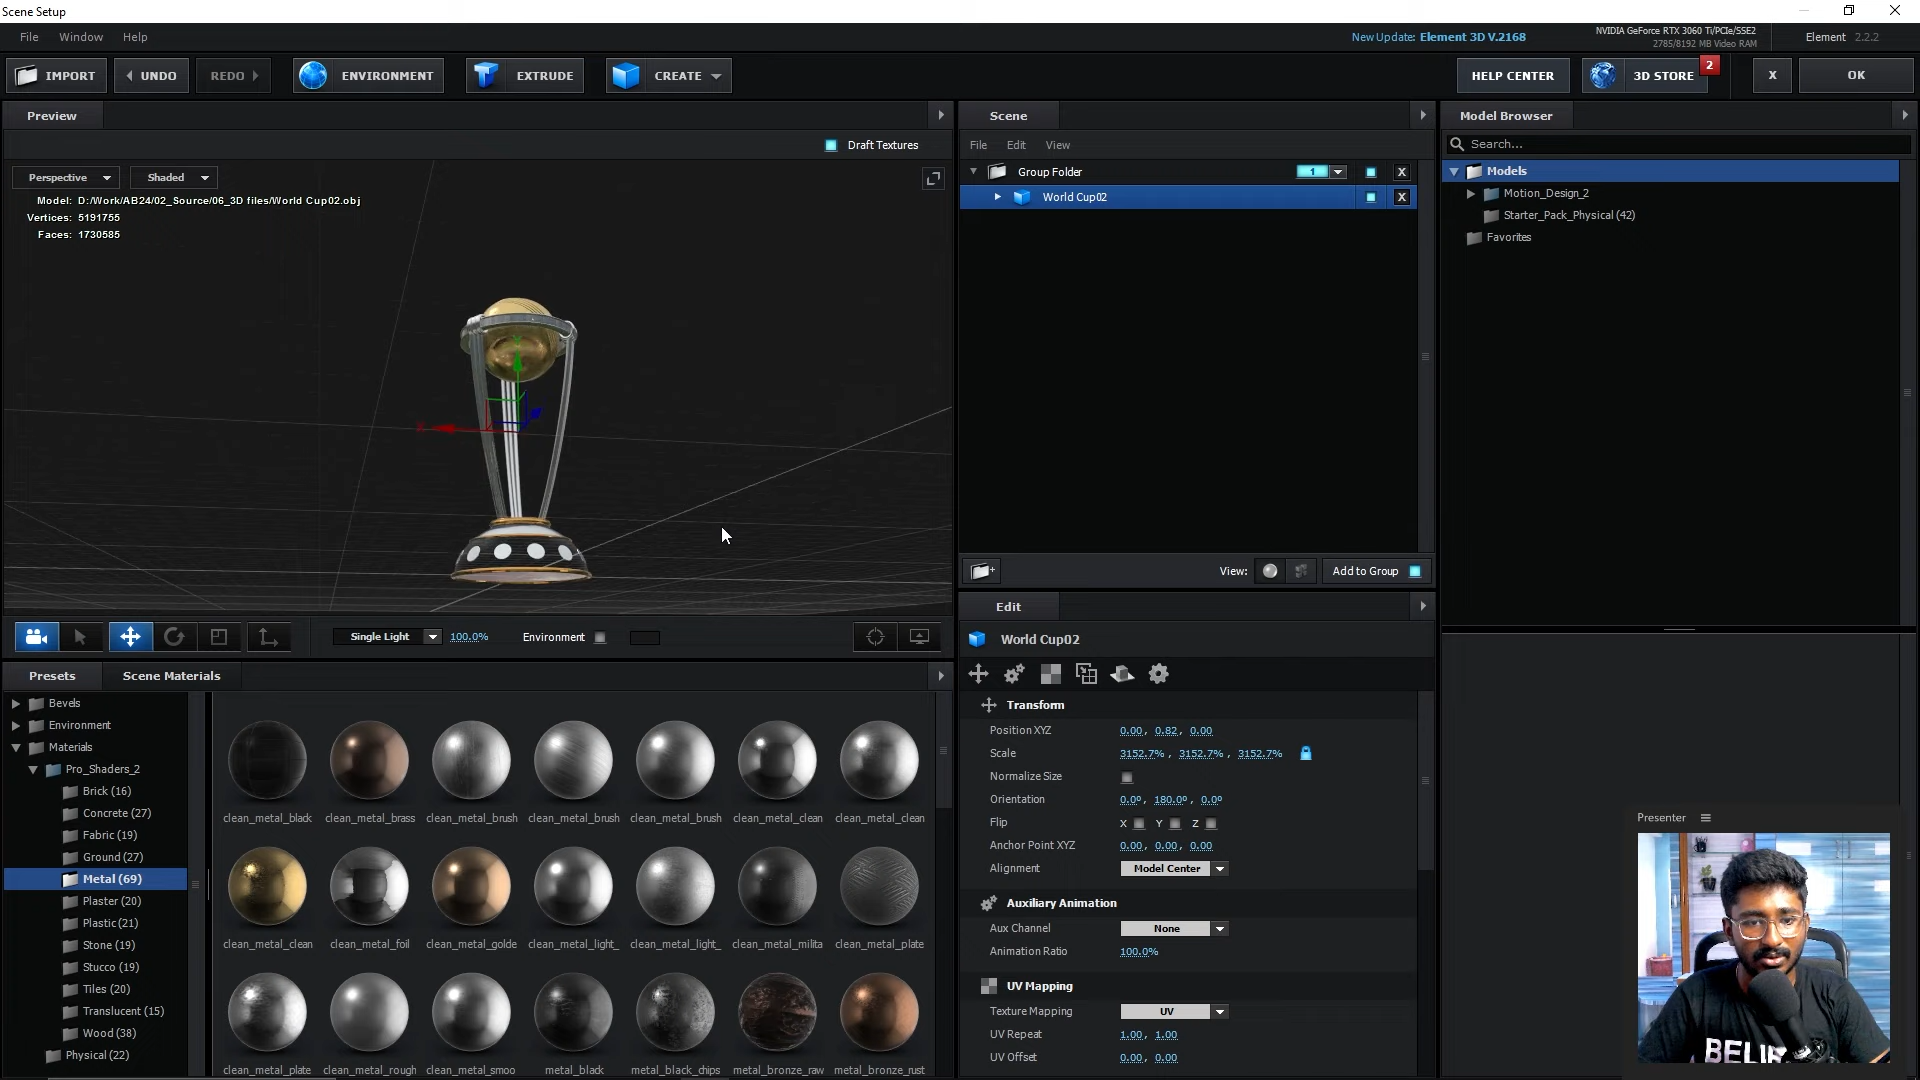 Scene Setup
File Window Help
New Update: Element 3D V.2168
NVIDIA GeForce RTX 3060 Ti/PCIe/SSE2
2785/8192 MB Video RAM
Element 2.2.2
IMPORT UNDO REDO ENVIRONMENT EXTRUDE CREATE HELP CENTER 3D STORE 2 X OK
Preview
Draft Textures
Perspective Shaded
Model: D:/Work/AB24/02_Source/06_3D files/World Cup02.obj
Vertices: 5191755
Faces: 1730585
X
Single Light 100.0% Environment
Scene
File Edit View
Group Folder 1 X
World Cup02 X
View: Add to Group
Model Browser
Search...
Models
Motion_Design_2
Starter_Pack_Physical (42)
Favorites
Presets Scene Materials
Bevels
Environment
Materials
Pro_Shaders_2
Brick (16)
Concrete (27)
Fabric (19)
Ground (27)
Metal (69)
Plaster (20)
Plastic (21)
Stone (19)
Stucco (19)
Tiles (20)
Translucent (15)
Wood (38)
Physical (22)
clean_metal_black clean_metal_brass clean_metal_brush clean_metal_brush clean_metal_brush clean_metal_clean clean_metal_clean
clean_metal_clean clean_metal_foil clean_metal_golde clean_metal_light_ clean_metal_light_ clean_metal_milita clean_metal_plate
clean_metal_plate clean_metal_rough clean_metal_smoo metal_black metal_black_chips metal_bronze_raw metal_bronze_rust
Edit
World Cup02
Transform
Position XYZ 0.00, 0.82, 0.00
Scale 3152.7%, 3152.7%, 3152.7%
Normalize Size
Orientation 0.0º, 180.0º, 0.0º
Flip X Y Z
Anchor Point XYZ 0.00, 0.00, 0.00
Alignment Model Center
Auxiliary Animation
Aux Channel None
Animation Ratio 100.0%
UV Mapping
Texture Mapping UV
UV Repeat 1.00, 1.00
UV Offset 0.00, 0.00
Presenter